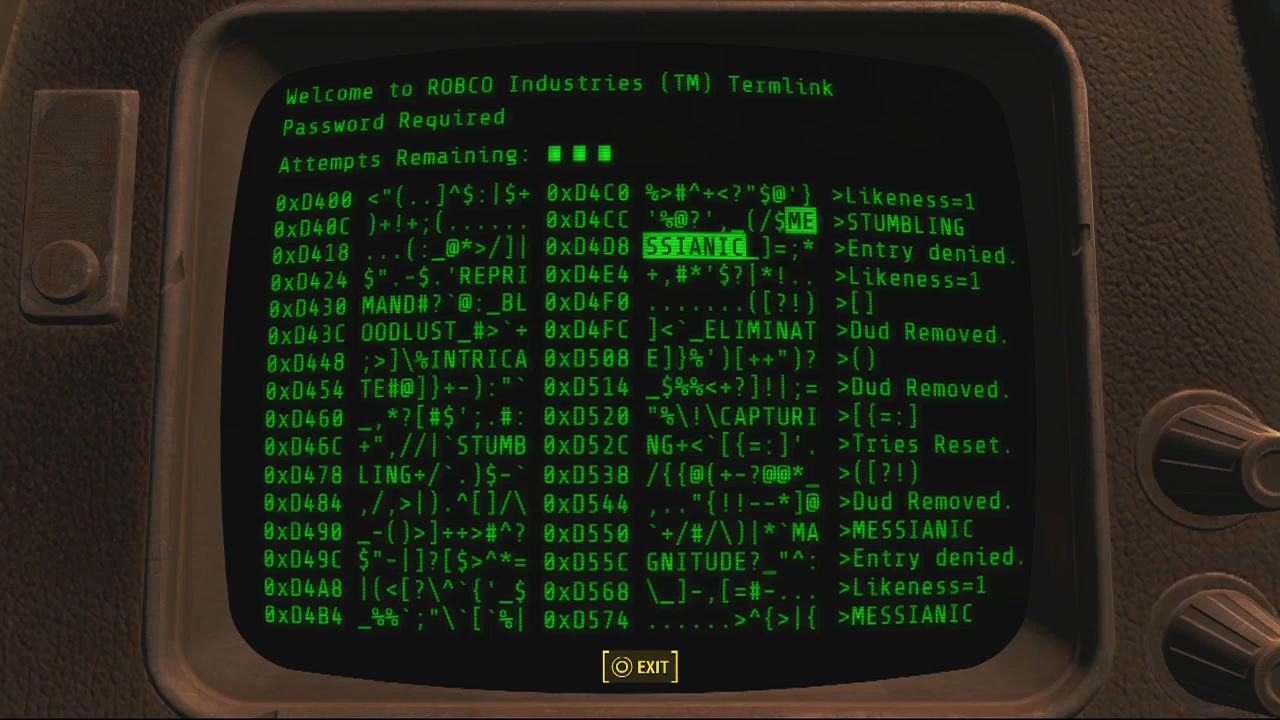 Welcome to ROBCO Industries (TM) Termlink
Password Required
Attempts Remaining: ■ ■ ■
0xD400 <"(..]^$:|$+ 0xD4C0 %>#^+<?"$@'} >Likeness=1
0xD40C )+!+;(...... 0xD4CC '%@?',_(/$ME >STUMBLING
0xD418 ...(:_@*>/]| 0xD4D8 SSIANIC_]=;* >Entry denied.
0xD424 $".-$.'REPRI 0xD4E4 +,#*'$?|*!.. >Likeness=1
0xD430 MAND#?`@:_BL 0xD4F0 .......([?!) >[]
0xD43C OODLUST_#>`+ 0xD4FC ]<`_ELIMINAT >Dud Removed.
0xD448 ;>]\%INTRICA 0xD508 E]}%')[++")? >()
0xD454 TE#@]}+-):"` 0xD514 _$%%<+?]!|;= >Dud Removed.
0xD460 _,*?[#$';.#: 0xD520 "%\!\CAPTURI >[{=:]
0xD46C +",//|`STUMB 0xD52C NG+<`[{=:]'. >Tries Reset.
0xD478 LING+/`.)$-` 0xD538 /{{@(+-?@@*_ >([?!)
0xD484 ,/,>|).^[]/\ 0xD544 ,.."{!!--*]@ >Dud Removed.
0xD490 _-()>]++>#^? 0xD550 `+/#/\)|*`MA >MESSIANIC
0xD49C $"-|]?[$>^*= 0xD55C GNITUDE?_"^: >Entry denied.
0xD4A8 |(<[?\^`{'_$ 0xD568 \_]-,[=#-... >Likeness=1
0xD4B4 _%%`;"\`[`%| 0xD574 ......>^{>|{ >MESSIANIC
EXIT